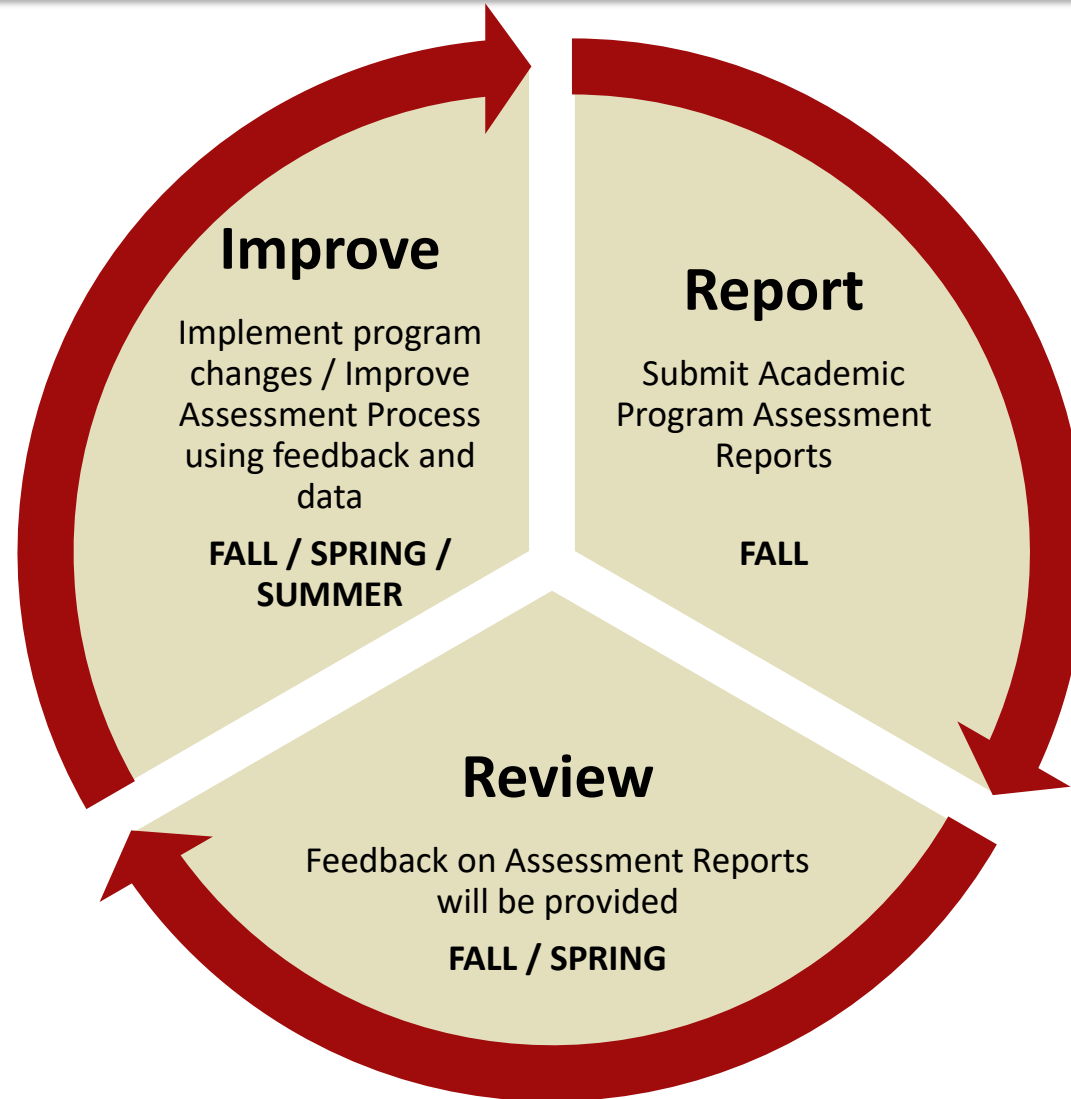 Improve
Implement program
changes / Improve
Assessment Process
using feedback and
data
FALL / SPRING /
SUMMER
Report
Submit Academic
Program Assessment
Reports
FALL
Review
Feedback on Assessment Reports
will be provided
FALL / SPRING